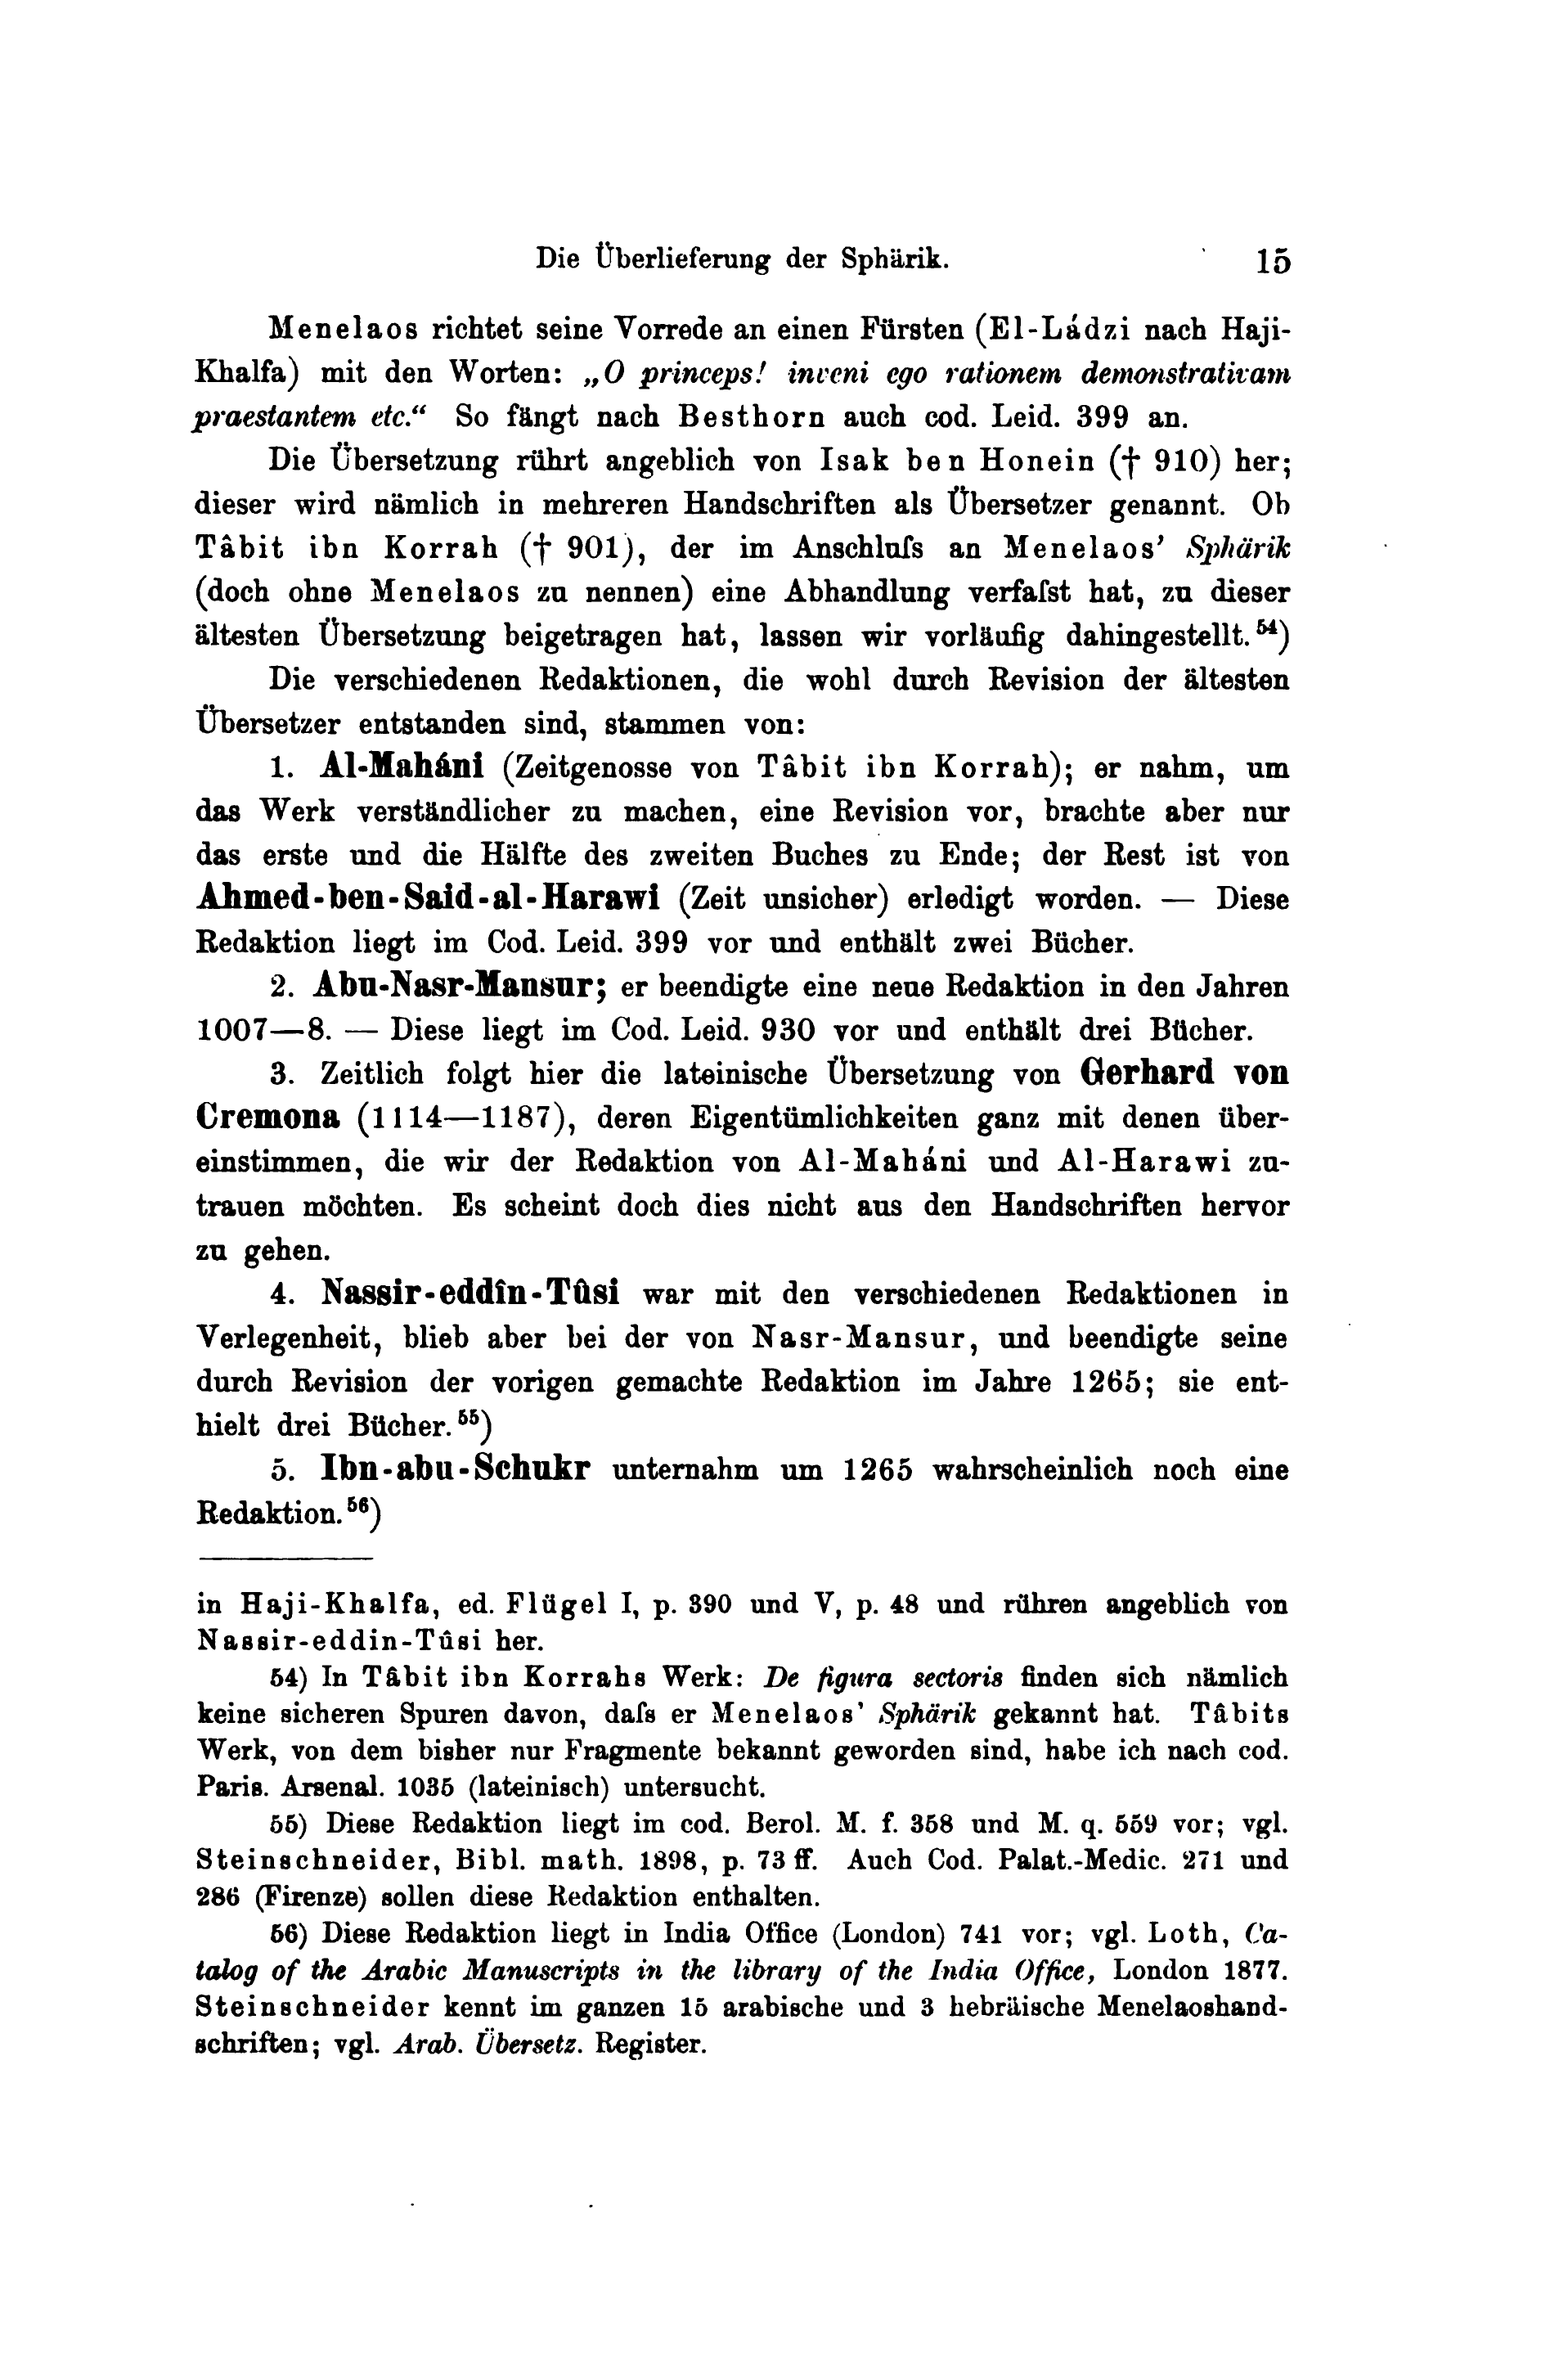 Die Überlieferung der Sphärik. 15
Menelaos richtet seine Vorrede an einen Fürsten (El-Ládzi nach Haji-
Khalfa) mit den Worten: „O princeps! inveni ego rationem demonstrativam
praestantem etc.“ So fängt nach Besthorn auch cod. Leid. 399 an.
Die Übersetzung rührt angeblich von Isak ben Honein († 910) her;
dieser wird nämlich in mehreren Handschriften als Übersetzer genannt. Ob
Tâbit ibn Korrah († 901), der im Anschluſs an Menelaos’ Sphärik
(doch ohne Menelaos zu nennen) eine Abhandlung verfaſst hat, zu dieser
ältesten Übersetzung beigetragen hat, lassen wir vorläufig dahingestellt.⁵⁴)
Die verschiedenen Redaktionen, die wohl durch Revision der ältesten
Übersetzer entstanden sind, stammen von:
1. Al-Maháni (Zeitgenosse von Tâbit ibn Korrah); er nahm, um
das Werk verständlicher zu machen, eine Revision vor, brachte aber nur
das erste und die Hälfte des zweiten Buches zu Ende; der Rest ist von
Ahmed-ben-Said-al-Harawi (Zeit unsicher) erledigt worden. — Diese
Redaktion liegt im Cod. Leid. 399 vor und enthält zwei Bücher.
2. Abu-Nasr-Mansur; er beendigte eine neue Redaktion in den Jahren
1007—8. — Diese liegt im Cod. Leid. 930 vor und enthält drei Bücher.
3. Zeitlich folgt hier die lateinische Übersetzung von Gerhard von
Cremona (1114—1187), deren Eigentümlichkeiten ganz mit denen über-
einstimmen, die wir der Redaktion von Al-Maháni und Al-Harawi zu-
trauen möchten. Es scheint doch dies nicht aus den Handschriften hervor
zu gehen.
4. Nassir-eddîn-Tûsi war mit den verschiedenen Redaktionen in
Verlegenheit, blieb aber bei der von Nasr-Mansur, und beendigte seine
durch Revision der vorigen gemachte Redaktion im Jahre 1265; sie ent-
hielt drei Bücher.⁵⁵)
5. Ibn-abu-Schukr unternahm um 1265 wahrscheinlich noch eine
Redaktion.⁵⁶)
in Haji-Khalfa, ed. Flügel I, p. 390 und V, p. 48 und rühren angeblich von
Nassir-eddin-Tûsi her.
54) In Tâbit ibn Korrahs Werk: De figura sectoris finden sich nämlich
keine sicheren Spuren davon, daſs er Menelaos’ Sphärik gekannt hat. Tâbits
Werk, von dem bisher nur Fragmente bekannt geworden sind, habe ich nach cod.
Paris. Arsenal. 1035 (lateinisch) untersucht.
55) Diese Redaktion liegt im cod. Berol. M. f. 358 und M. q. 559 vor; vgl.
Steinschneider, Bibl. math. 1898, p. 73 ff. Auch Cod. Palat.-Medic. 271 und
286 (Firenze) sollen diese Redaktion enthalten.
56) Diese Redaktion liegt in India Office (London) 741 vor; vgl. Loth, Ca-
talog of the Arabic Manuscripts in the library of the India Office, London 1877.
Steinschneider kennt im ganzen 15 arabische und 3 hebräische Menelaoshand-
schriften; vgl. Arab. Übersetz. Register.